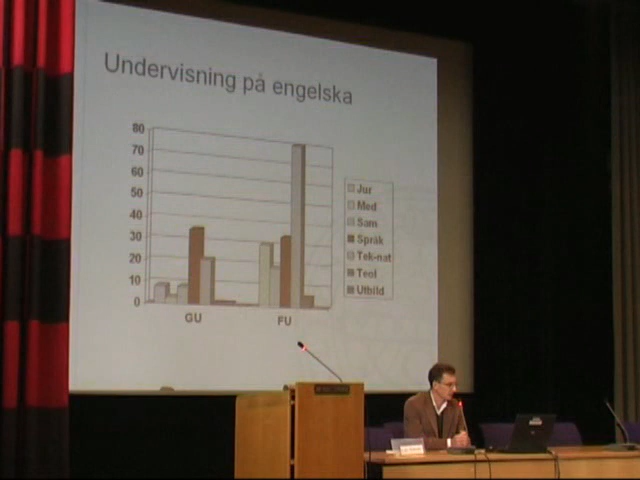 Undervisning på engelska
80
70
60
50
40
30
20
10
0
GU
FU
Jur
Med
Sam
Språk
Tek-nat
Teol
Utbild